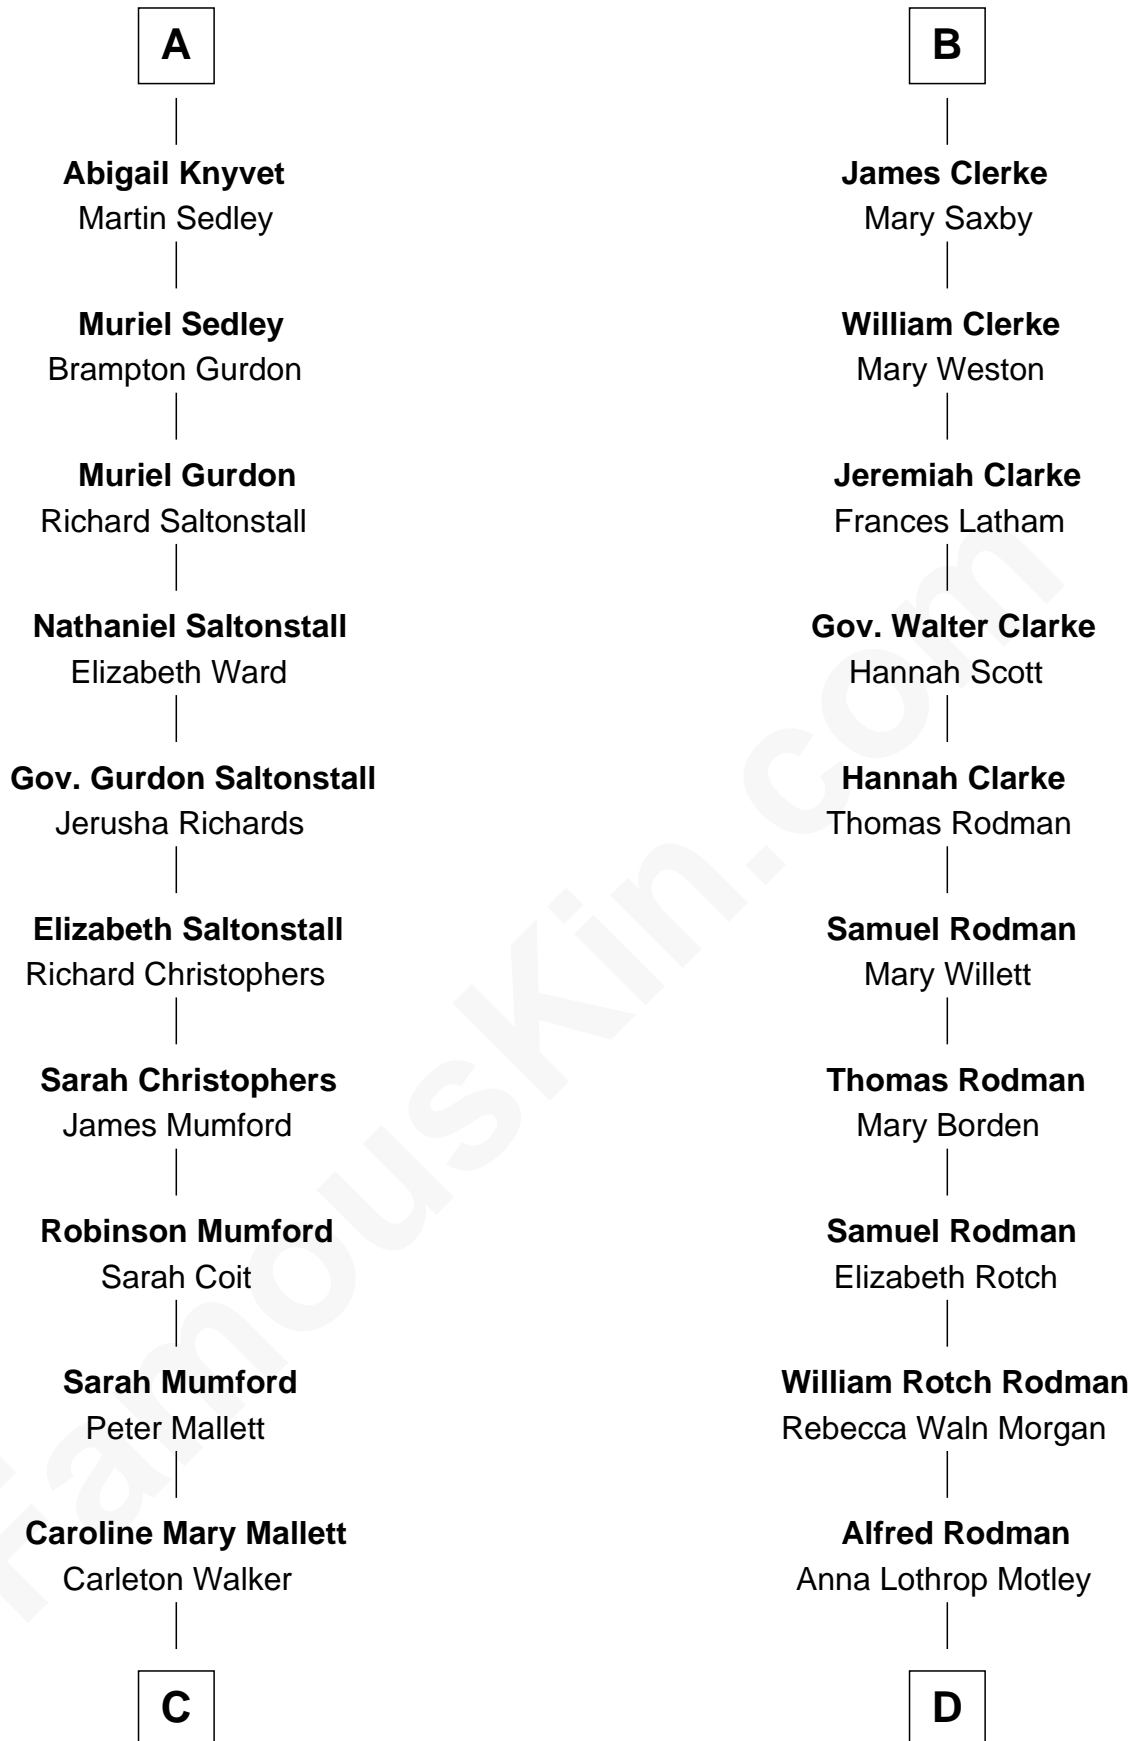 A
Abigail Knyvet
Martin Sedley
Muriel Sedley
Brampton Gurdon
Muriel Gurdon
Richard Saltonstall
Nathaniel Saltonstall
Elizabeth Ward
Gov. Gurdon Saltonstall
Jerusha Richards
Elizabeth Saltonstall
Richard Christophers
Sarah Christophers
James Mumford
Robinson Mumford
Sarah Coit
Sarah Mumford
Peter Mallett
Caroline Mary Mallett
Carleton Walker
C
B
James Clerke
Mary Saxby
William Clerke
Mary Weston
Jeremiah Clarke
Frances Latham
Gov. Walter Clarke
Hannah Scott
Hannah Clarke
Thomas Rodman
Samuel Rodman
Mary Willett
Thomas Rodman
Mary Borden
Samuel Rodman
Elizabeth Rotch
William Rotch Rodman
Rebecca Waln Morgan
Alfred Rodman
Anna Lothrop Motley
D
FamousKin.com